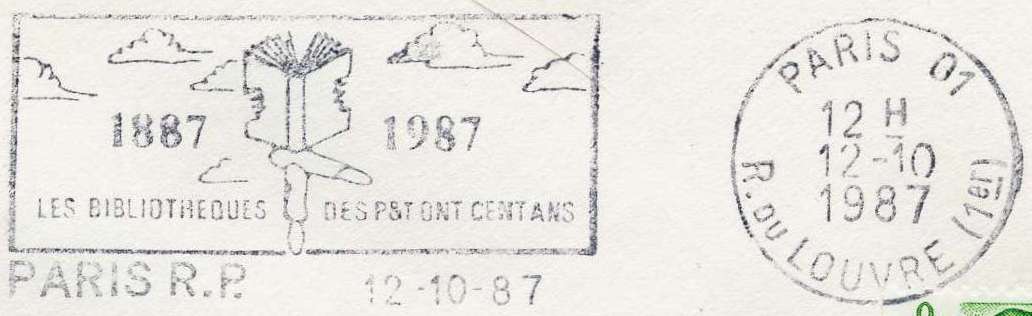 1887 1987
LES BIBLIOTHEQUES DES P&T ONT CENT ANS
PARIS R.P. 12-10-87
PARIS 01
12 H
12-10
1987
R. DU LOUVRE (1er)